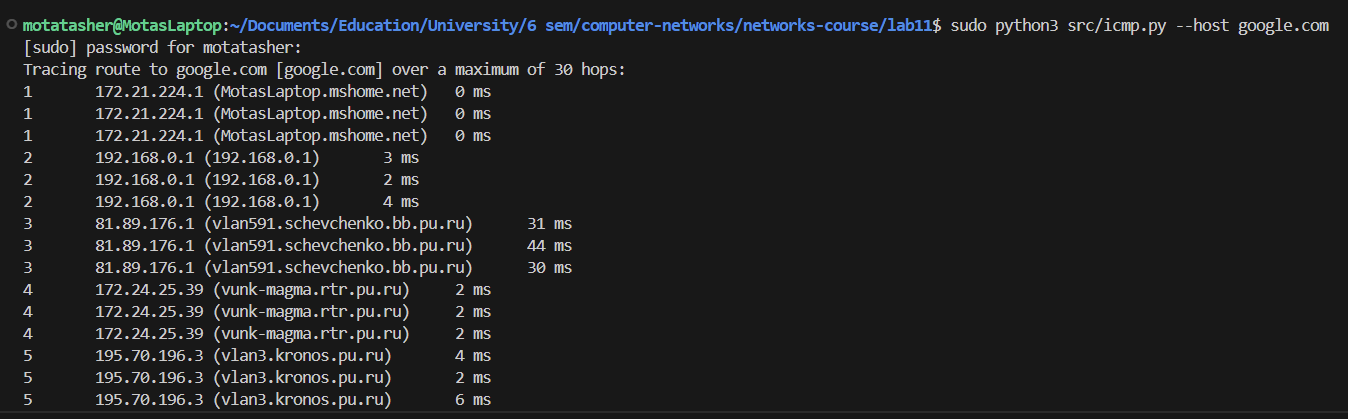 motatasher@MotasLaptop:~/Documents/Education/University/6 sem/computer-networks/networks-course/lab11$ sudo python3 src/icmp.py --host google.com
[sudo] password for motatasher:
Tracing route to google.com [google.com] over a maximum of 30 hops:
1 172.21.224.1 (MotasLaptop.mshome.net) 0 ms
1 172.21.224.1 (MotasLaptop.mshome.net) 0 ms
1 172.21.224.1 (MotasLaptop.mshome.net) 0 ms
2 192.168.0.1 (192.168.0.1) 3 ms
2 192.168.0.1 (192.168.0.1) 2 ms
2 192.168.0.1 (192.168.0.1) 4 ms
3 81.89.176.1 (vlan591.schevchenko.bb.pu.ru) 31 ms
3 81.89.176.1 (vlan591.schevchenko.bb.pu.ru) 44 ms
3 81.89.176.1 (vlan591.schevchenko.bb.pu.ru) 30 ms
4 172.24.25.39 (vunk-magma.rtr.pu.ru) 2 ms
4 172.24.25.39 (vunk-magma.rtr.pu.ru) 2 ms
4 172.24.25.39 (vunk-magma.rtr.pu.ru) 2 ms
5 195.70.196.3 (vlan3.kronos.pu.ru) 4 ms
5 195.70.196.3 (vlan3.kronos.pu.ru) 2 ms
5 195.70.196.3 (vlan3.kronos.pu.ru) 6 ms